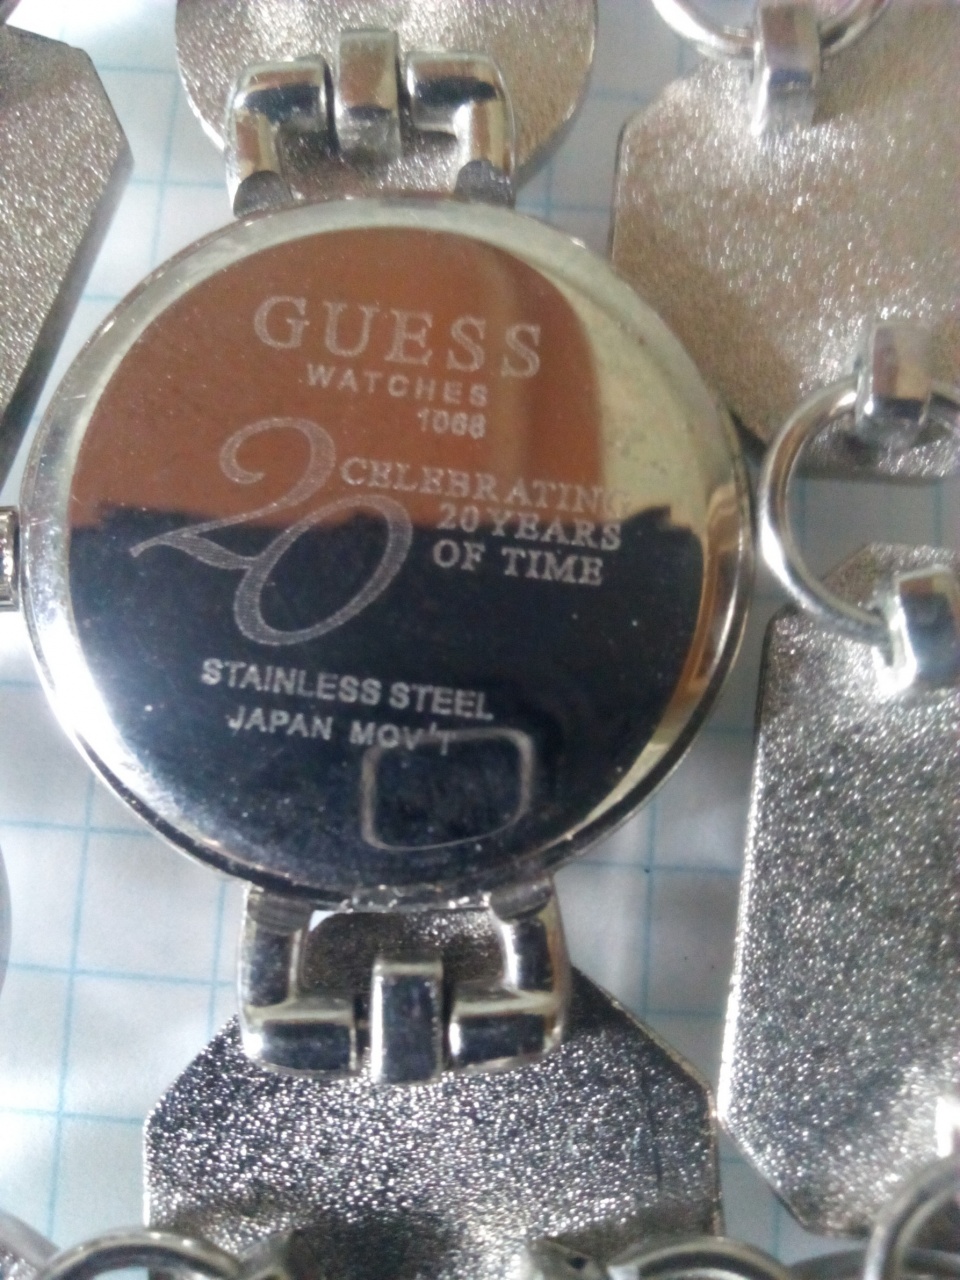 GUESS
WATCHES
1068
20
CELEBRATING
20 YEARS
OF TIME
STAINLESS STEEL
JAPAN MOV'T